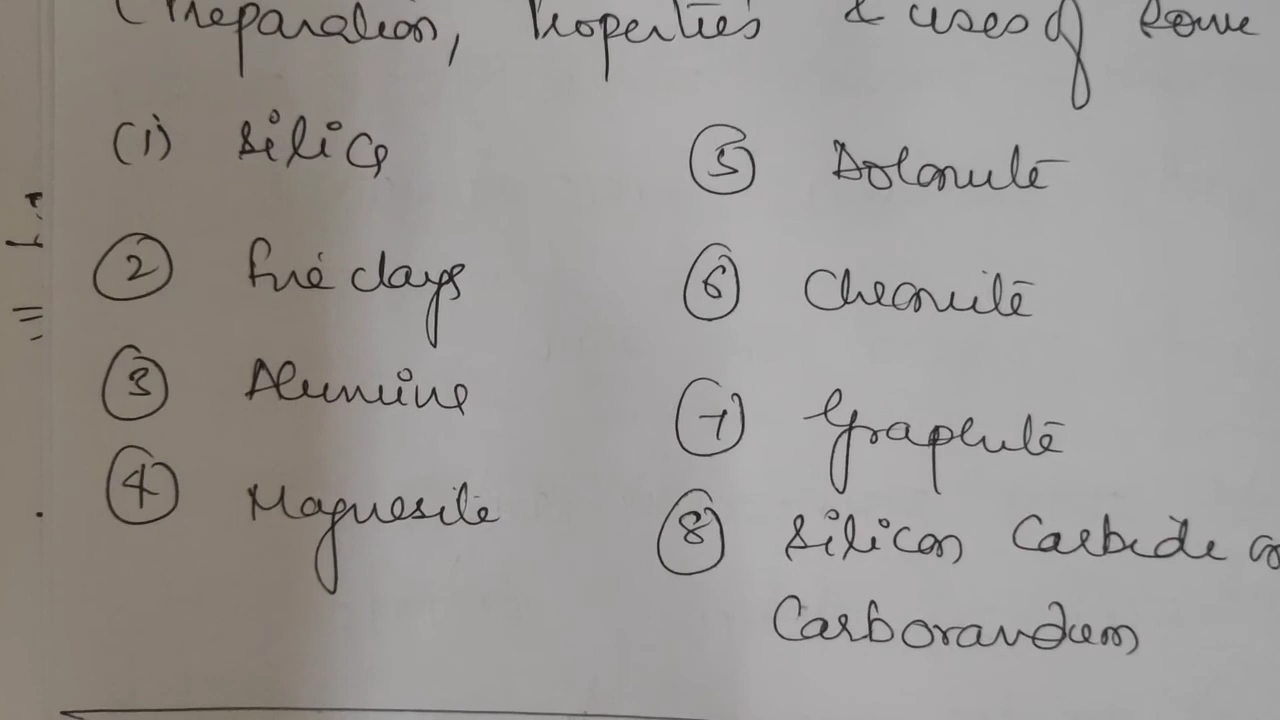 (Preparation, Properties & uses of Some
(i) Silica
② Fire clays
③ Alumina
④ Magnesite
⑤ Dolomite
⑥ Chromite
⑦ Graphite
⑧ Silicon Carbide or
Carborandum